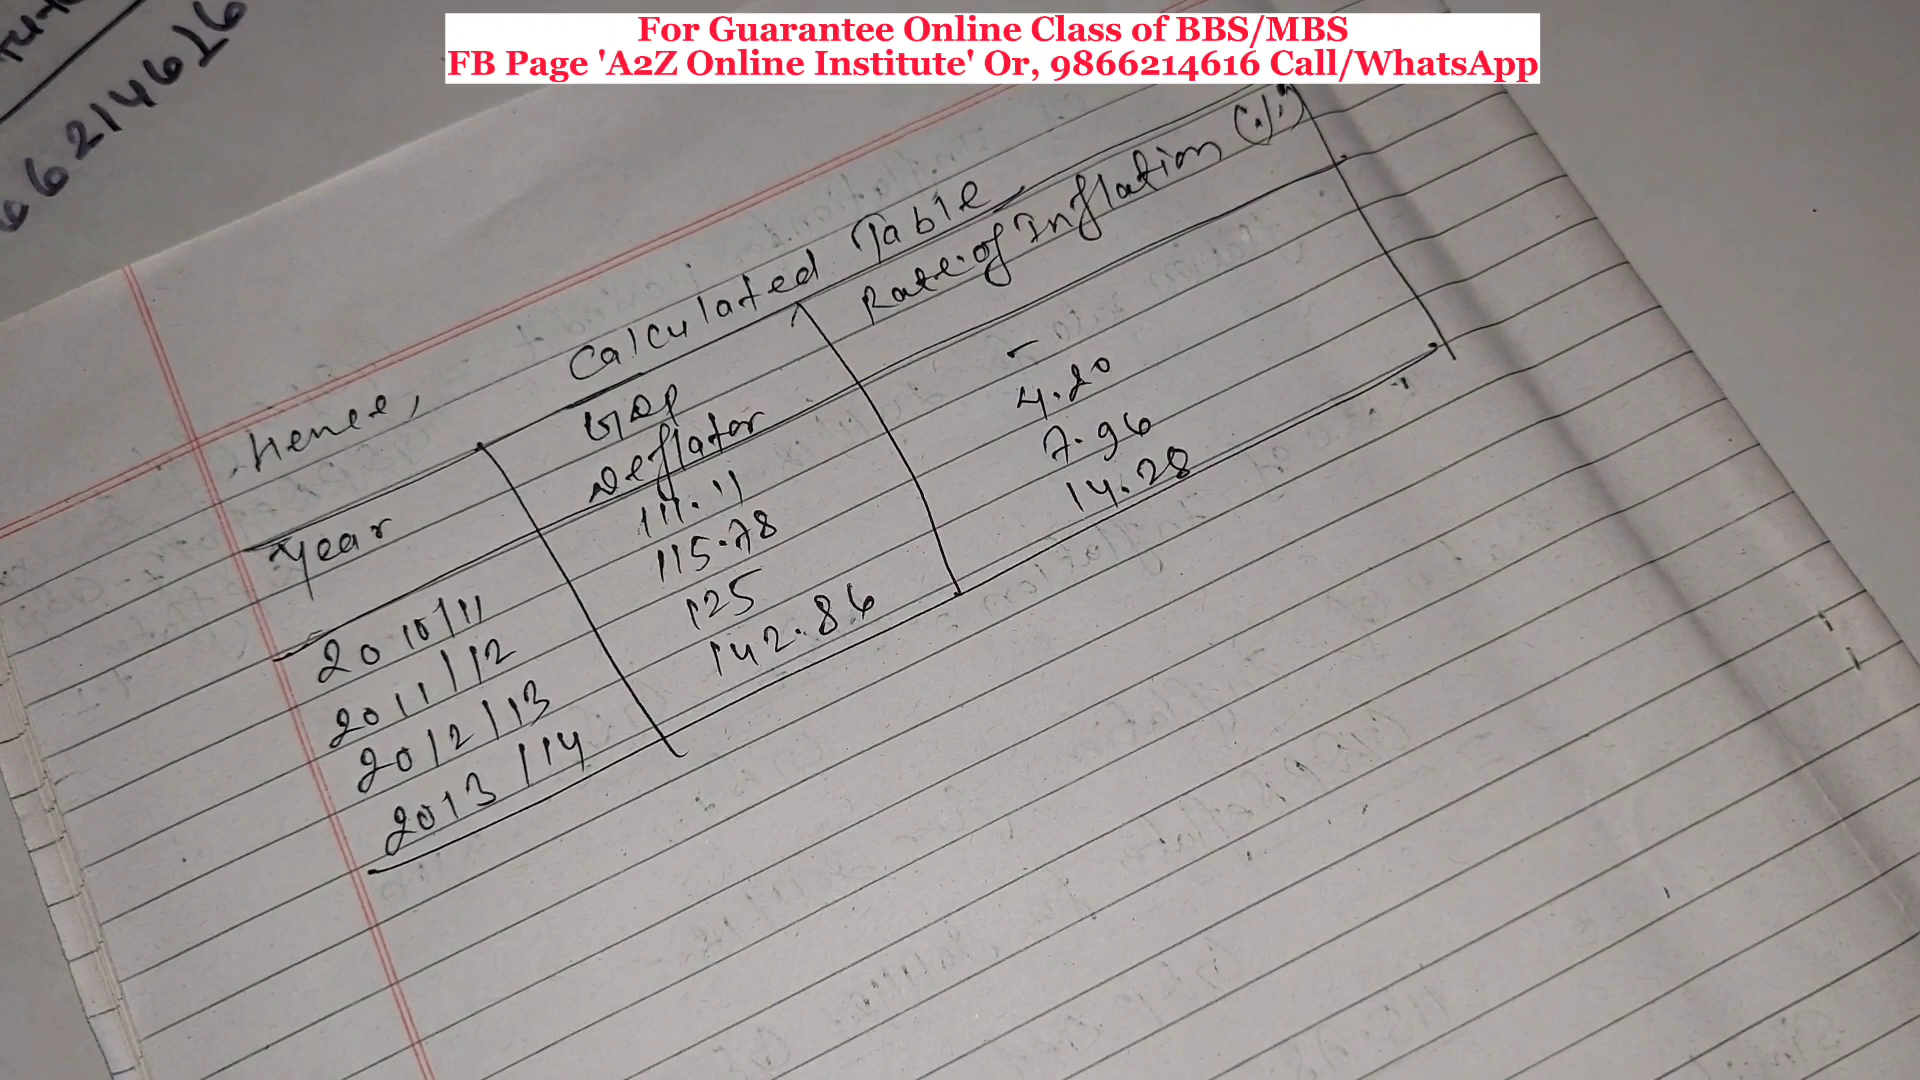 For Guarantee Online Class of BBS/MBS
FB Page 'A2Z Online Institute' Or, 9866214616 Call/WhatsApp
66214616
Hence, Calculated Table
Year GDP Deflator Rate of Inflation (%)
2010/11 111.11 -
2011/12 115.78 4.20
2012/13 125 7.96
2013/14 142.86 14.28